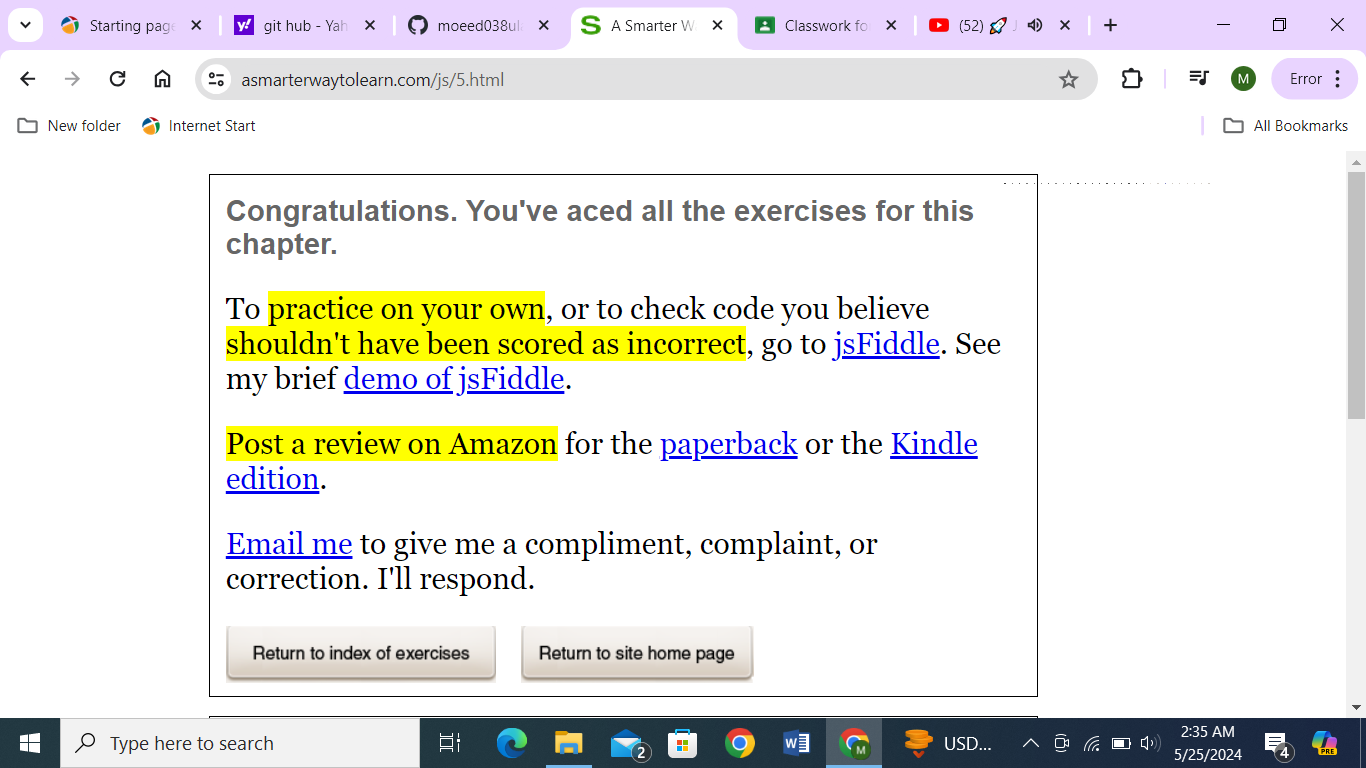 Starting page
git hub - Yah
moeed038ul
A Smarter W
Classwork fo
(52) 🚀 J
asmarterwaytolearn.com/js/5.html
M
Error
New folder
Internet Start
All Bookmarks
Congratulations. You've aced all the exercises for this
chapter.
To practice on your own, or to check code you believe
shouldn't have been scored as incorrect, go to jsFiddle. See
my brief demo of jsFiddle.
Post a review on Amazon for the paperback or the Kindle
edition.
Email me to give me a compliment, complaint, or
correction. I'll respond.
Return to index of exercises
Return to site home page
Type here to search
2
M
USD...
2:35 AM
5/25/2024
4
PRE